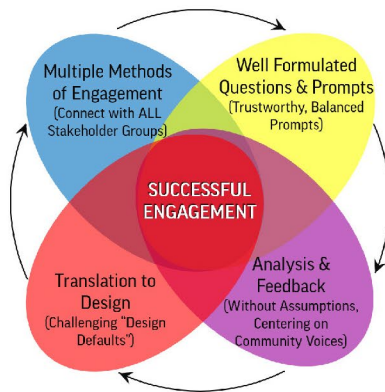 Multiple Methods
of Engagement
(Connect with ALL
Stakeholder Groups)
Well Formulated
Questions & Prompts
(Trustworthy, Balanced
Prompts)
SUCCESSFUL
ENGAGEMENT
Translation to
Design
(Challenging "Design
Defaults")
Analysis &
Feedback
(Without Assumptions,
Centering on
Community Voices)